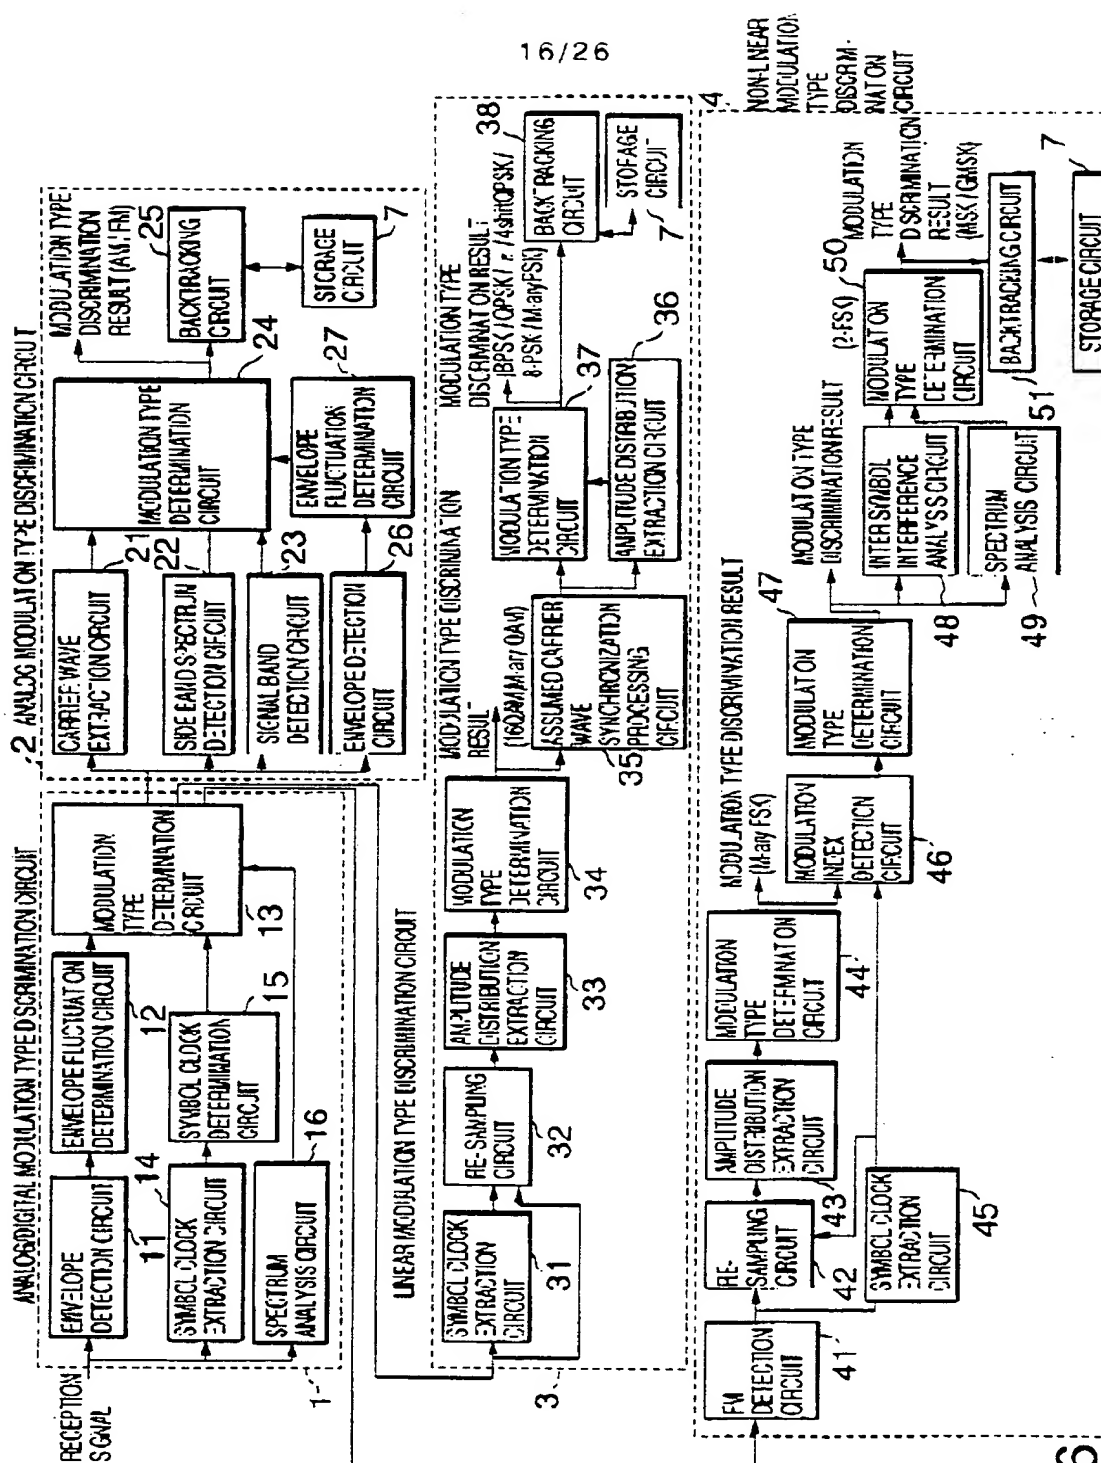 16/26
ANALOG/DIGITAL MODULATION TYPE DISCRIMINATION CIRCUIT
RECEPTION
SIGNAL
ENVELOPE
DETECTION CIRCUIT
11
ENVELOPE FLUCTUATION
DETERMINATION CIRCUIT
12
MODULATION
TYPE
DETERMINATION
CIRCUIT
13
SYMBOL CLOCK
EXTRACTION CIRCUIT
14
SYMBOL CLOCK
DETERMINATION
CIRCUIT
15
SPECTRUM
ANALYSIS CIRCUIT
16
1
2
ANALOG MODULATION TYPE DISCRIMINATION CIRCUIT
CARRIER WAVE
EXTRACTION CIRCUIT
21
SIDEBAND SPECTRUM
DETECTION CIRCUIT
22
SIGNAL BAND
DETECTION CIRCUIT
23
ENVELOPE DETECTION
CIRCUIT
26
MODULATION TYPE
DETERMINATION
CIRCUIT
24
ENVELOPE
FLUCTUATION
DETERMINATION
CIRCUIT
27
MODULATION TYPE
DISCRIMINATION
RESULT (AM, FM)
BACKTRACKING
CIRCUIT
25
STORAGE
CIRCUIT
7
LINEAR MODULATION TYPE DISCRIMINATION CIRCUIT
3
SYMBOL CLOCK
EXTRACTION
CIRCUIT
31
RE-SAMPLING
CIRCUIT
32
AMPLITUDE
DISTRIBUTION
EXTRACTION
CIRCUIT
33
MODULATION
TYPE
DETERMINATION
CIRCUIT
34
MODULATION TYPE DISCRIMINATION
RESULT
(16QAM/M-ary QAM)
ASSUMED CARRIER
WAVE
SYNCHRONIZATION
PROCESSING
CIRCUIT
35
MODULATION TYPE
DETERMINATION
CIRCUIT
37
AMPLITUDE DISTRIBUTION
EXTRACTION CIRCUIT
36
MODULATION TYPE
DISCRIMINATION RESULT
8-PSK/M-aryPSK)
BACKTRACKING
CIRCUIT
38
STORAGE
CIRCUIT
7
4
NON-LINEAR
MODULATION
TYPE
DISCRIMINATION
CIRCUIT
FM
DETECTION
CIRCUIT
41
RE-
SAMPLING
CIRCUIT
42
AMPLITUDE
DISTRIBUTION
EXTRACTION
CIRCUIT
43
MODULATION
TYPE
DETERMINATION
CIRCUIT
44
SYMBOL CLOCK
EXTRACTION
CIRCUIT
45
MODULATION TYPE DISCRIMINATION RESULT
(M-ary FSK)
MODULATION
INDEX
DETECTION
CIRCUIT
46
MODULATION
TYPE
DETERMINATION
CIRCUIT
47
MODULATION TYPE
DISCRIMINATION RESULT
(2-FSK)
INTERSYMBOL
INTERFERENCE
ANALYSIS CIRCUIT
48
SPECTRUM
ANALYSIS CIRCUIT
49
MODULATION
TYPE
DETERMINATION
CIRCUIT
50
MODULATION
TYPE
DISCRIMINATION
RESULT
(MSK/GMSK)
BACKTRACKING CIRCUIT
51
STORAGE CIRCUIT
7